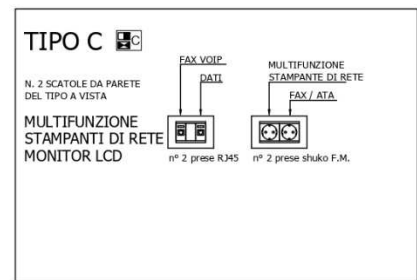 TIPO C C
N. 2 SCATOLE DA PARETE
DEL TIPO A VISTA
MULTIFUNZIONE
STAMPANTI DI RETE
MONITOR LCD
FAX VOIP
DATI
n° 2 prese RJ45
MULTIFUNZIONE
STAMPANTE DI RETE
FAX / ATA
n° 2 prese shuko F.M.